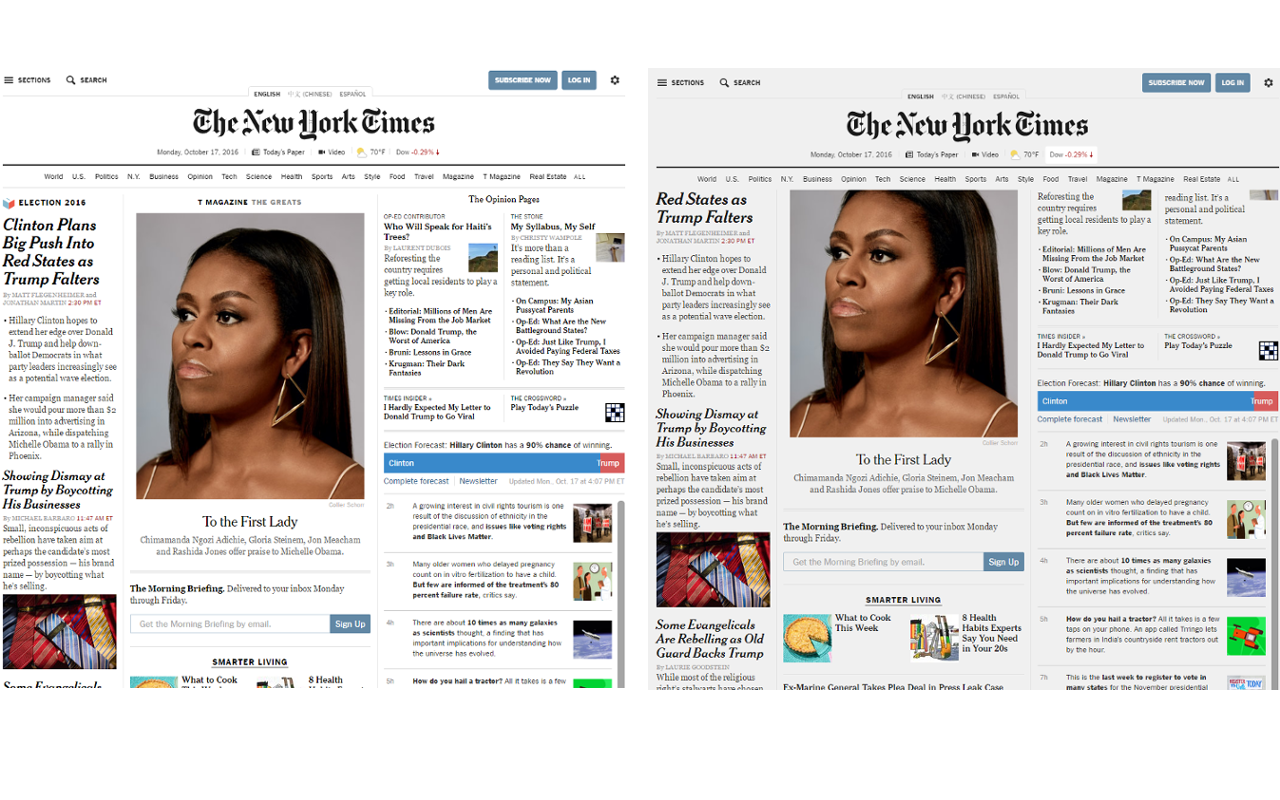 SECTIONS
SEARCH
SUBSCRIBE NOW
LOG IN
ENGLISH 中文 (CHINESE) ESPAÑOL
The New York Times
Monday, October 17, 2016
Today's Paper
Video
70°F
Dow -0.29%
World U.S. Politics N.Y. Business Opinion Tech Science Health Sports Arts Style Food Travel Magazine T Magazine Real Estate ALL
ELECTION 2016
Clinton Plans
Big Push Into
Red States as
Trump Falters
By MATT FLEGENHEIMER and
JONATHAN MARTIN 2:30 PM ET
• Hillary Clinton hopes to
extend her edge over Donald
J. Trump and help down-
ballot Democrats in what
party leaders increasingly see
as a potential wave election.
• Her campaign manager said
she would pour more than $2
million into advertising in
Arizona, while dispatching
Michelle Obama to a rally in
Phoenix.
Showing Dismay at
Trump by Boycotting
His Businesses
By MICHAEL BARBARO 11:47 AM ET
Small, inconspicuous acts of
rebellion have taken aim at
perhaps the candidate's most
prized possession — his brand
name — by boycotting what
he's selling.
Some Evangelicals
T MAGAZINE THE GREATS
Collier Schorr
To the First Lady
Chimamanda Ngozi Adichie, Gloria Steinem, Jon Meacham
and Rashida Jones offer praise to Michelle Obama.
The Morning Briefing. Delivered to your inbox Monday
through Friday.
Get the Morning Briefing by email.
Sign Up
SMARTER LIVING
What to Cook
This Week
8 Health
Habits Experts
The Opinion Pages
OP-ED CONTRIBUTOR
Who Will Speak for Haiti's
Trees?
By LAURENT DUBOIS
Reforesting the
country requires
getting local residents to play a
key role.
• Editorial: Millions of Men Are
Missing From the Job Market
• Blow: Donald Trump, the
Worst of America
• Bruni: Lessons in Grace
• Krugman: Their Dark
Fantasies
THE STONE
My Syllabus, My Self
By CHRISTY WAMPOLE
It's more than a
reading list. It's a
personal and political
statement.
• On Campus: My Asian
Pussycat Parents
• Op-Ed: What Are the New
Battleground States?
• Op-Ed: Just Like Trump, I
Avoided Paying Federal Taxes
• Op-Ed: They Say They Want a
Revolution
TIMES INSIDER »
I Hardly Expected My Letter to
Donald Trump to Go Viral
THE CROSSWORD »
Play Today's Puzzle
Election Forecast: Hillary Clinton has a 90% chance of winning.
Clinton
Trump
Complete forecast
Newsletter
Updated Mon., Oct. 17 at 4:07 PM ET
2h
A growing interest in civil rights tourism is one
result of the discussion of ethnicity in the
presidential race, and issues like voting rights
and Black Lives Matter.
3h
Many older women who delayed pregnancy
count on in vitro fertilization to have a child.
But few are informed of the treatment's 80
percent failure rate, critics say.
4h
There are about 10 times as many galaxies
as scientists thought, a finding that has
important implications for understanding how
the universe has evolved.
5h
How do you hail a tractor? All it takes is a few
SECTIONS
SEARCH
SUBSCRIBE NOW
LOG IN
ENGLISH 中文 (CHINESE) ESPAÑOL
The New York Times
Monday, October 17, 2016
Today's Paper
Video
70°F
Dow -0.29%
World U.S. Politics N.Y. Business Opinion Tech Science Health Sports Arts Style Food Travel Magazine T Magazine Real Estate ALL
Red States as
Trump Falters
By MATT FLEGENHEIMER and
JONATHAN MARTIN 2:30 PM ET
• Hillary Clinton hopes to
extend her edge over Donald
J. Trump and help down-
ballot Democrats in what
party leaders increasingly see
as a potential wave election.
• Her campaign manager said
she would pour more than $2
million into advertising in
Arizona, while dispatching
Michelle Obama to a rally in
Phoenix.
Showing Dismay at
Trump by Boycotting
His Businesses
By MICHAEL BARBARO 11:47 AM ET
Small, inconspicuous acts of
rebellion have taken aim at
perhaps the candidate's most
prized possession — his brand
name — by boycotting what
he's selling.
Some Evangelicals
Are Rebelling as Old
Guard Backs Trump
By LAURIE GOODSTEIN
While most of the religious
right's stalwarts have chosen
Collier Schorr
To the First Lady
Chimamanda Ngozi Adichie, Gloria Steinem, Jon Meacham
and Rashida Jones offer praise to Michelle Obama.
The Morning Briefing. Delivered to your inbox Monday
through Friday.
Get the Morning Briefing by email.
Sign Up
SMARTER LIVING
What to Cook
This Week
8 Health
Habits Experts
Say You Need
in Your 20s
Ex-Marine General Takes Plea Deal in Press Leak Case
Reforesting the
country requires
getting local residents to play a
key role.
• Editorial: Millions of Men Are
Missing From the Job Market
• Blow: Donald Trump, the
Worst of America
• Bruni: Lessons in Grace
• Krugman: Their Dark
Fantasies
reading list. It's a
personal and political
statement.
• On Campus: My Asian
Pussycat Parents
• Op-Ed: What Are the New
Battleground States?
• Op-Ed: Just Like Trump, I
Avoided Paying Federal Taxes
• Op-Ed: They Say They Want a
Revolution
TIMES INSIDER »
I Hardly Expected My Letter to
Donald Trump to Go Viral
THE CROSSWORD »
Play Today's Puzzle
Election Forecast: Hillary Clinton has a 90% chance of winning.
Clinton
Trump
Complete forecast
Newsletter
Updated Mon., Oct. 17 at 4:07 PM ET
2h
A growing interest in civil rights tourism is one
result of the discussion of ethnicity in the
presidential race, and issues like voting rights
and Black Lives Matter.
3h
Many older women who delayed pregnancy
count on in vitro fertilization to have a child.
But few are informed of the treatment's 80
percent failure rate, critics say.
4h
There are about 10 times as many galaxies
as scientists thought, a finding that has
important implications for understanding how
the universe has evolved.
5h
How do you hail a tractor? All it takes is a few
taps on your phone. An app called Trringo lets
farmers in India's countryside rent tractors out
by the hour.
7h
This is the last week to register to vote in
many states for the November presidential